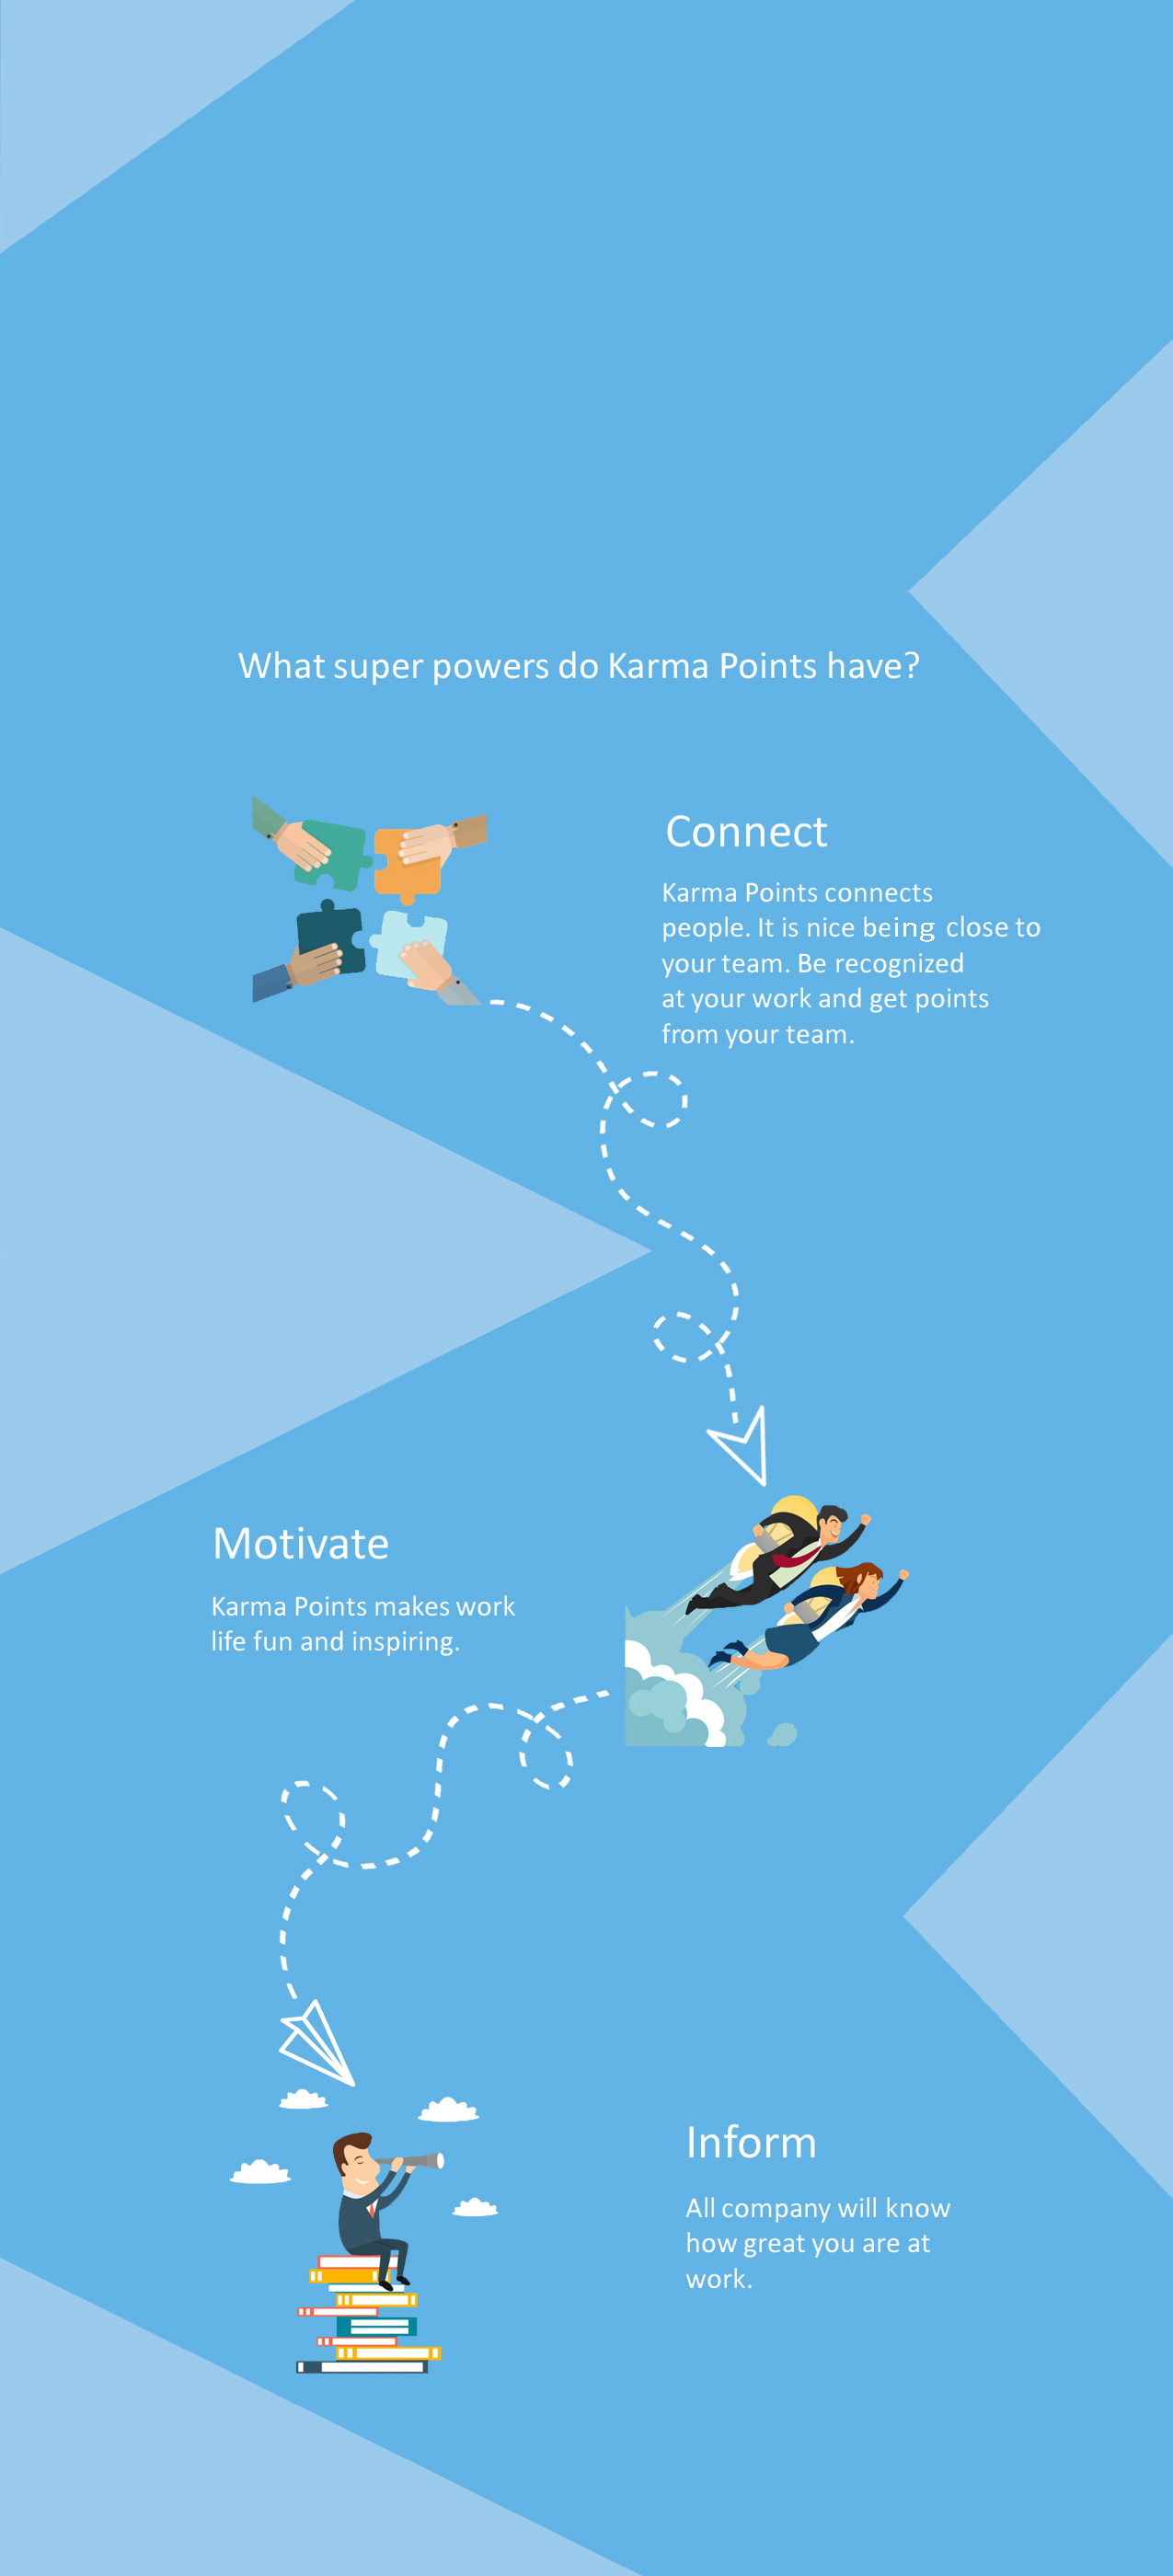 What super powers do Karma Points have?
Connect
Karma Points connects
people. It is nice being close to
your team. Be recognized
at your work and get points
from your team.
Motivate
Karma Points makes work
life fun and inspiring.
Inform
All company will know
how great you are at
work.